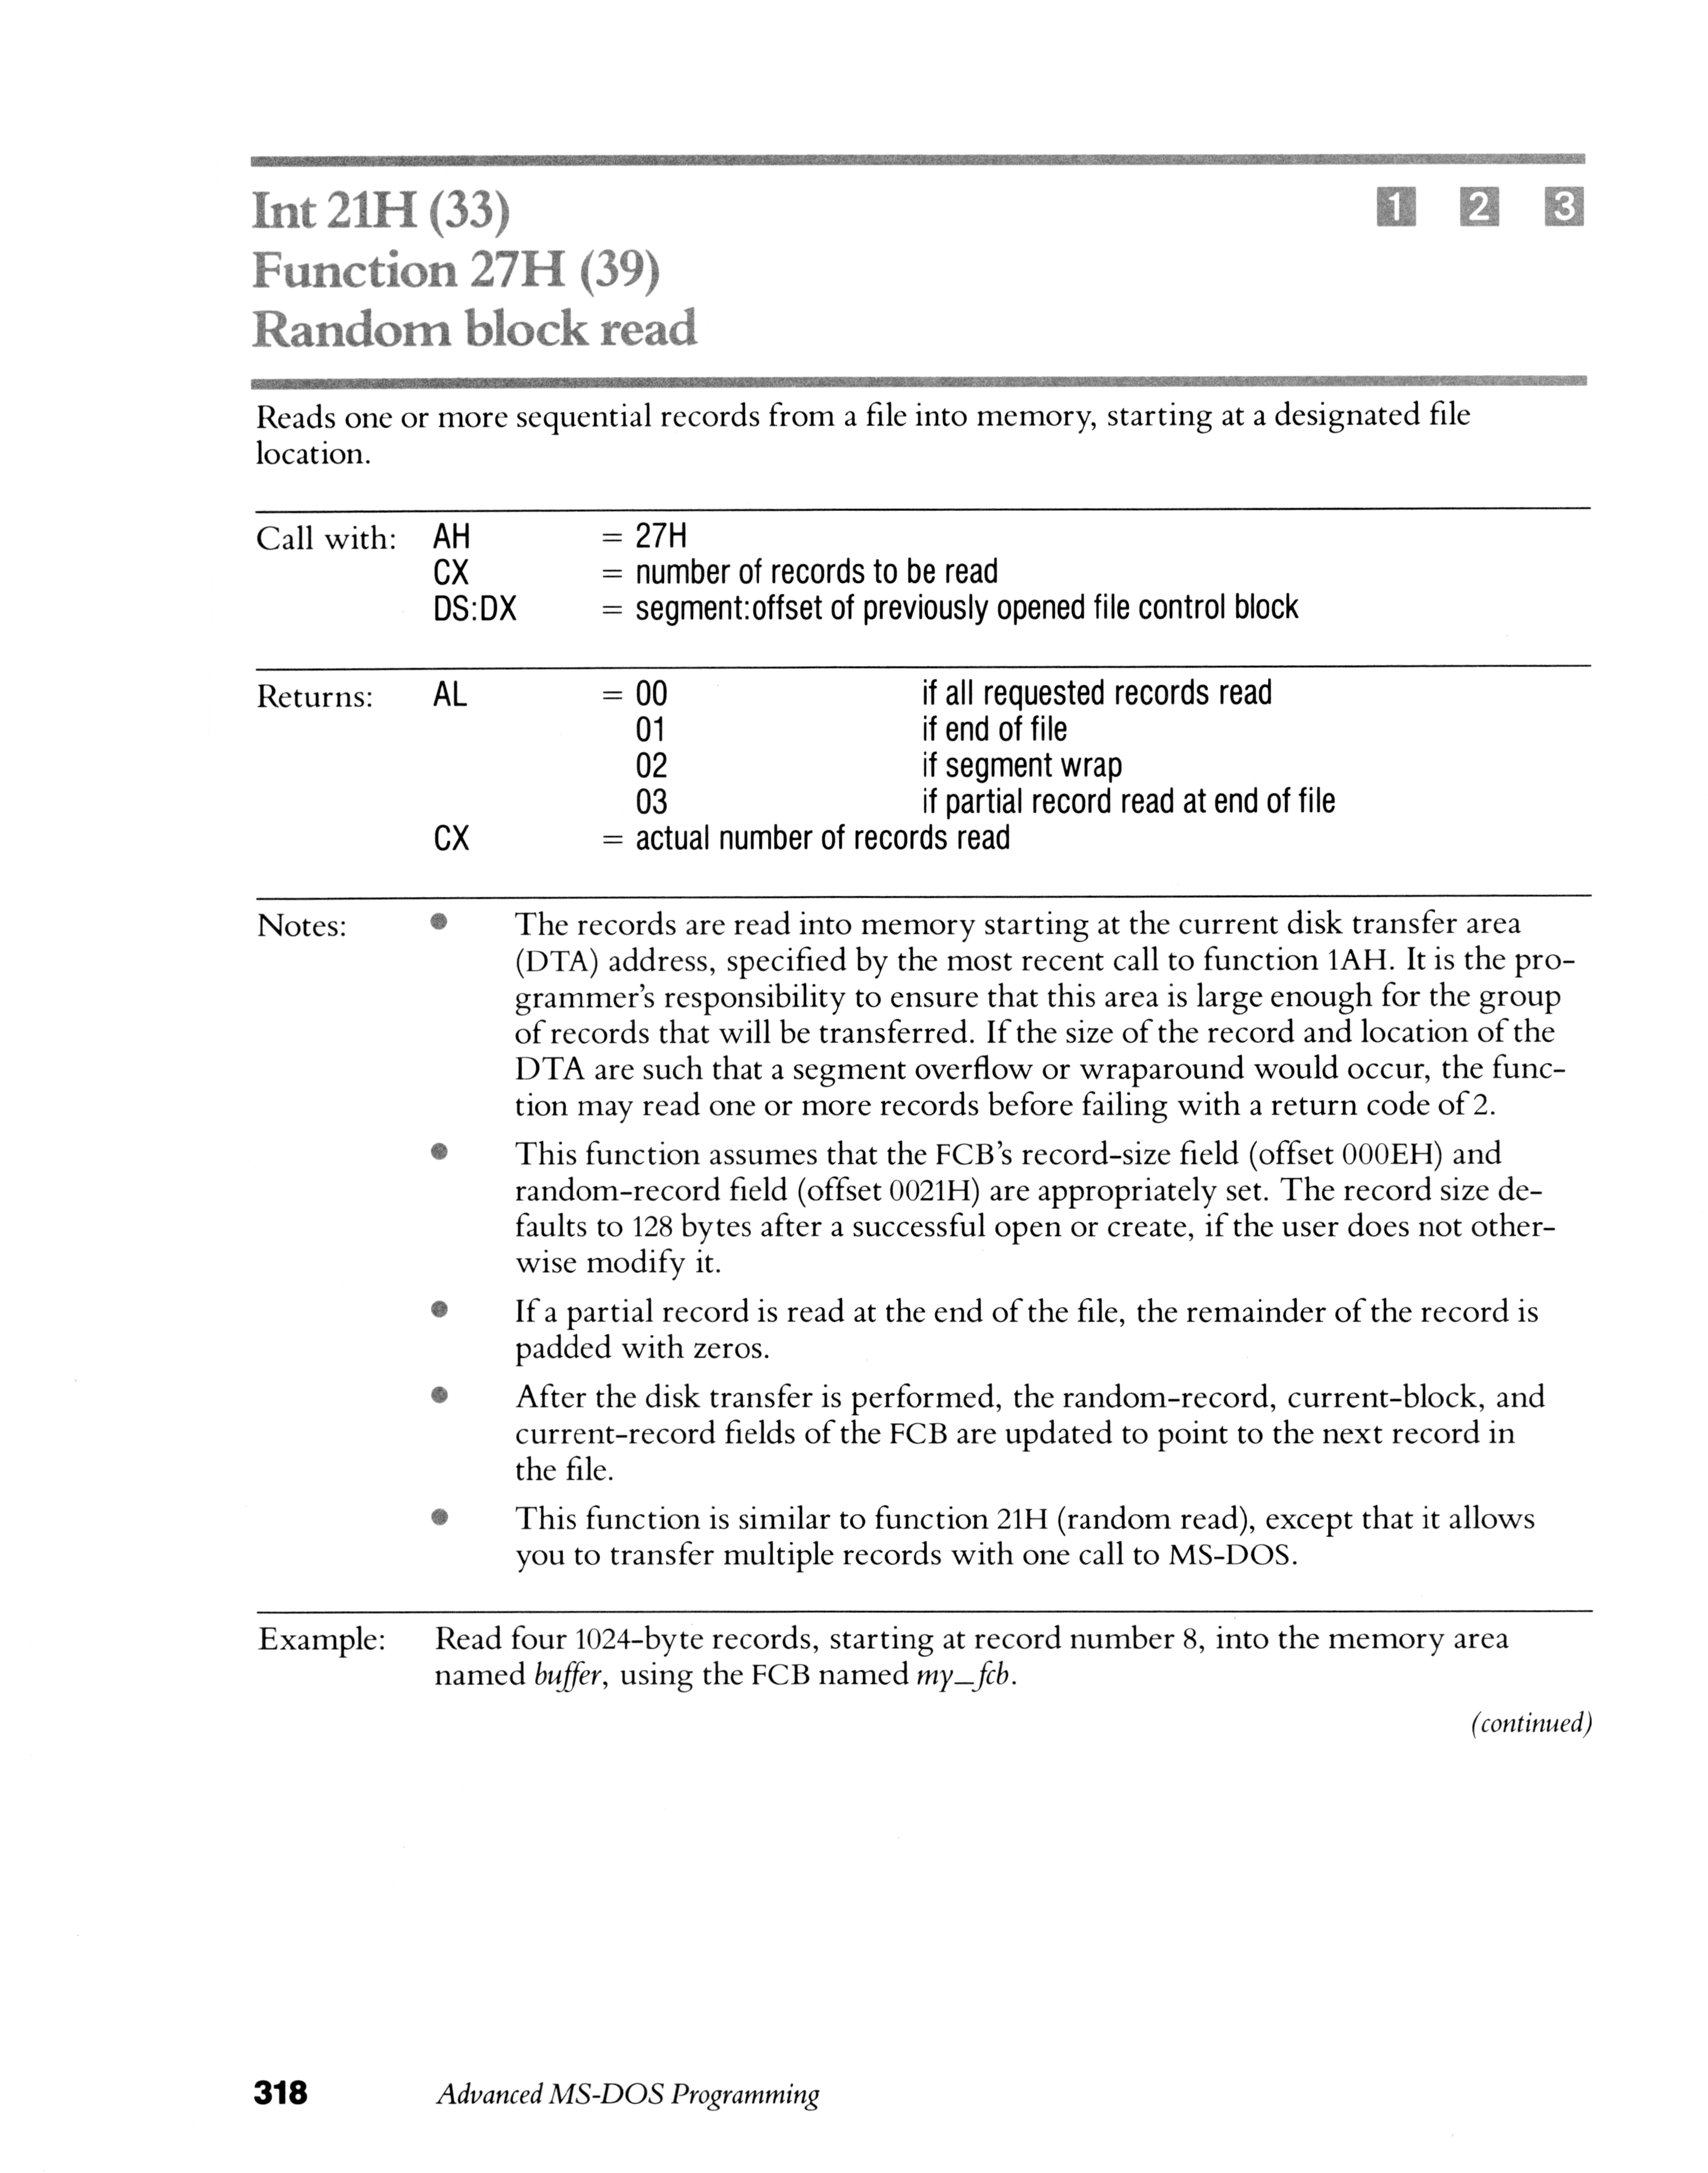 Int 21H (33) 1 2 3
Function 27H (39)
Random block read
Reads one or more sequential records from a file into memory, starting at a designated file
location.
Call with: AH = 27H
CX = number of records to be read
DS:DX = segment:offset of previously opened file control block
Returns: AL = 00 if all requested records read
01 if end of file
02 if segment wrap
03 if partial record read at end of file
CX = actual number of records read
Notes: ● The records are read into memory starting at the current disk transfer area
(DTA) address, specified by the most recent call to function 1AH. It is the pro-
grammer's responsibility to ensure that this area is large enough for the group
of records that will be transferred. If the size of the record and location of the
DTA are such that a segment overflow or wraparound would occur, the func-
tion may read one or more records before failing with a return code of 2.
● This function assumes that the FCB's record-size field (offset 000EH) and
random-record field (offset 0021H) are appropriately set. The record size de-
faults to 128 bytes after a successful open or create, if the user does not other-
wise modify it.
● If a partial record is read at the end of the file, the remainder of the record is
padded with zeros.
● After the disk transfer is performed, the random-record, current-block, and
current-record fields of the FCB are updated to point to the next record in
the file.
● This function is similar to function 21H (random read), except that it allows
you to transfer multiple records with one call to MS-DOS.
Example: Read four 1024-byte records, starting at record number 8, into the memory area
named buffer, using the FCB named my_fcb.
(continued)
318 Advanced MS-DOS Programming